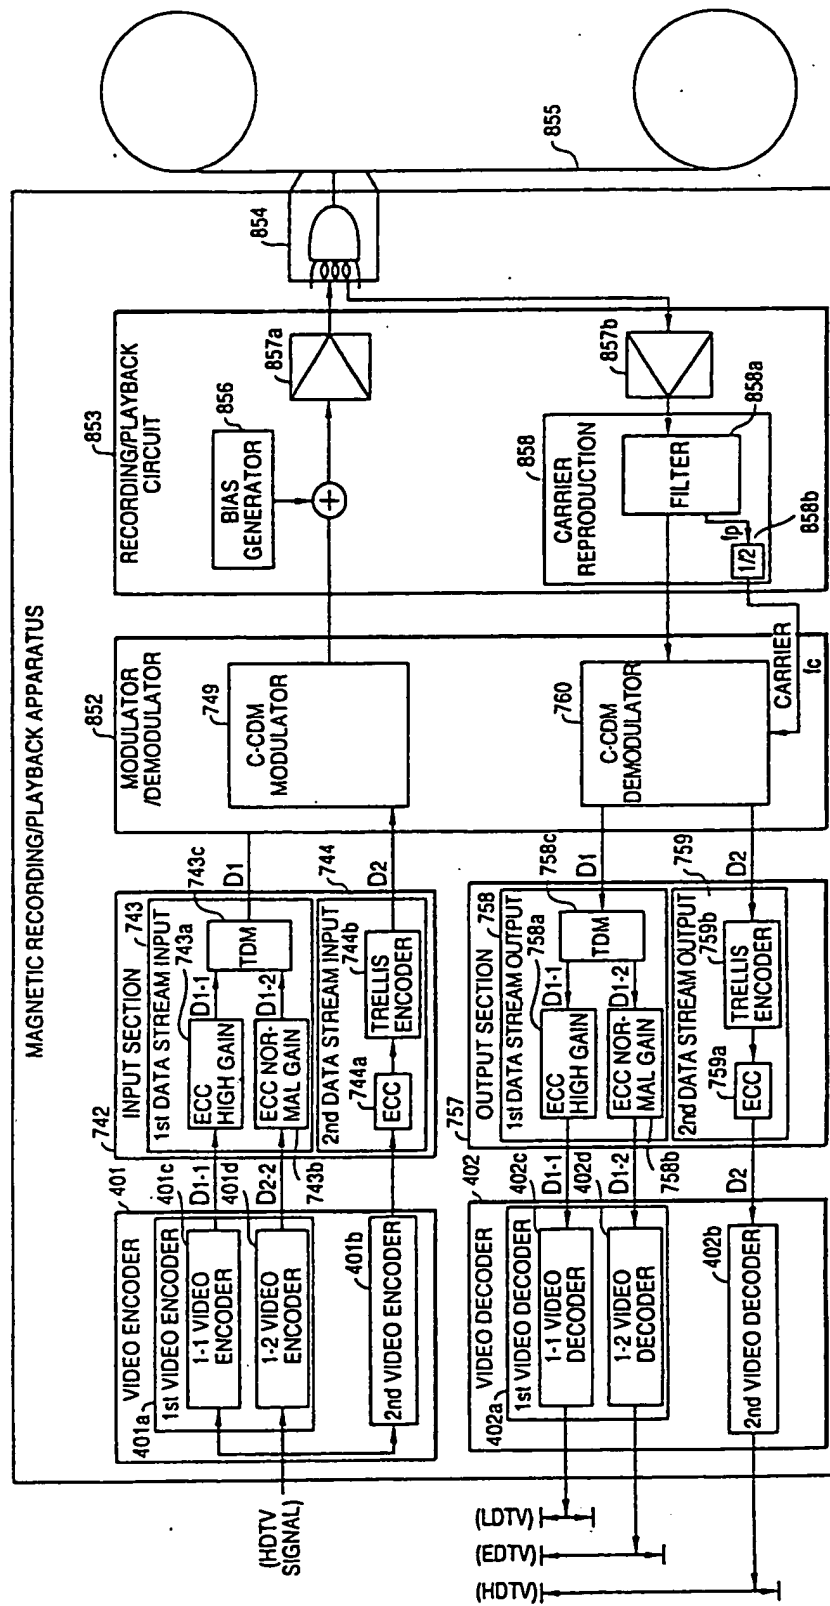 MAGNETIC RECORDING/PLAYBACK APPARATUS
(HDTV
SIGNAL)
VIDEO ENCODER
401
401a
1st VIDEO ENCODER
401c
1-1 VIDEO
ENCODER
401d
1-2 VIDEO
ENCODER
401b
2nd VIDEO ENCODER
D1-1
D2-2
742
INPUT SECTION
743
1st DATA STREAM INPUT
743a
ECC
HIGH GAIN
D1-1
743c
TDM
ECC NOR-
MAL GAIN
D1-2
743b
744
2nd DATA STREAM INPUT
744a
ECC
744b
TRELLIS
ENCODER
D1
D2
852
MODULATOR
/DEMODULATOR
749
C-CDM
MODULATOR
853
RECORDING/PLAYBACK
CIRCUIT
856
BIAS
GENERATOR
+
857a
854
855
857b
858
CARRIER
REPRODUCTION
858a
FILTER
fp
1/2
858b
CARRIER
fc
760
C-CDM
DEMODULATOR
D1
D2
757
OUTPUT SECTION
758
1st DATA STREAM OUTPUT
758a
ECC
HIGH GAIN
D1-1
758c
TDM
ECC NOR-
MAL GAIN
D1-2
758b
759
2nd DATA STREAM OUTPUT
759a
ECC
759b
TRELLIS
ENCODER
D1-1
D1-2
D2
402
VIDEO DECODER
402a
1st VIDEO DECODER
402c
1-1 VIDEO
DECODER
402d
1-2 VIDEO
DECODER
402b
2nd VIDEO DECODER
(LDTV)
(EDTV)
(HDTV)